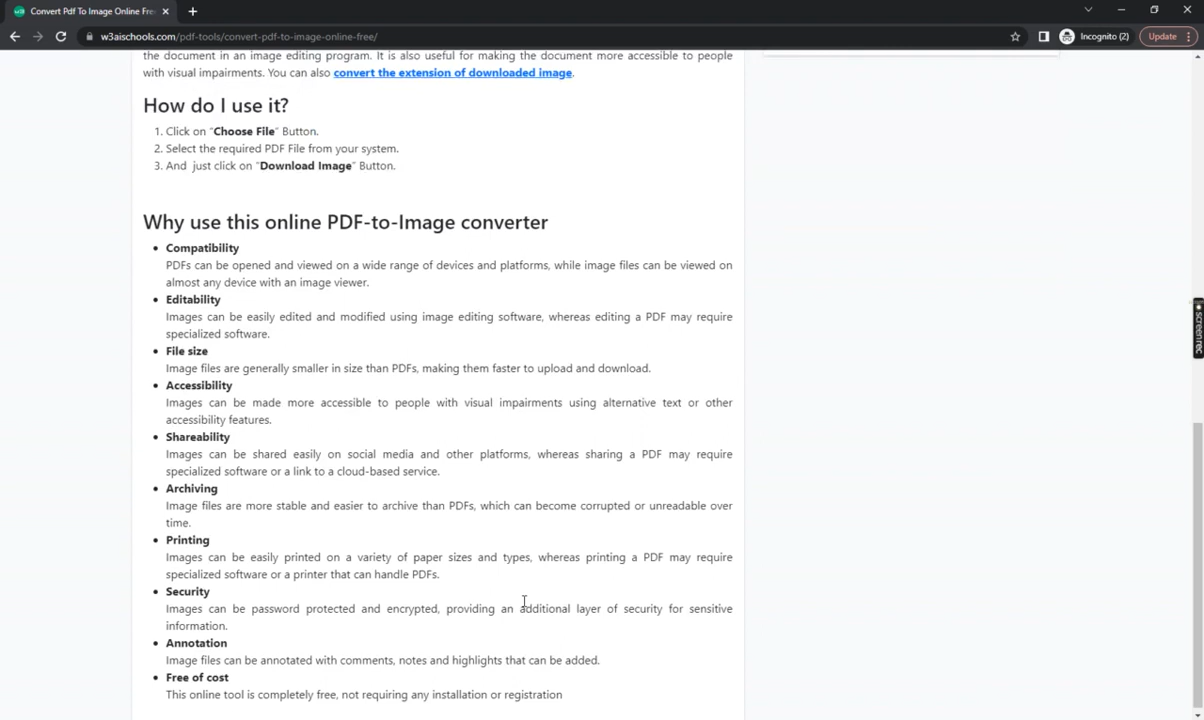 Convert Pdf To Image Online Fre
Update
Incognito (2)
w3aischools.com/pdf-tools/convert-pdf-to-image-online-free/
the document in an image editing program. It is also useful for making the document more accessible to people
with visual impairments. You can also convert the extension of downloaded image.
How do I use it?
1. Click on "Choose File" Button.
2. Select the required PDF File from your system.
3. And just click on "Download Image" Button.
Why use this online PDF-to-Image converter
• Compatibility
PDFs can be opened and viewed on a wide range of devices and platforms, while image files can be viewed on
almost any device with an image viewer.
• Editability
Images can be easily edited and modified using image editing software, whereas editing a PDF may require
specialized software.
• File size
Image files are generally smaller in size than PDFs, making them faster to upload and download.
• Accessibility
Images can be made more accessible to people with visual impairments using alternative text or other
accessibility features.
• Shareability
Images can be shared easily on social media and other platforms, whereas sharing a PDF may require
specialized software or a link to a cloud-based service.
• Archiving
Image files are more stable and easier to archive than PDFs, which can become corrupted or unreadable over
time.
• Printing
Images can be easily printed on a variety of paper sizes and types, whereas printing a PDF may require
specialized software or a printer that can handle PDFs.
• Security
Images can be password protected and encrypted, providing an additional layer of security for sensitive
information.
• Annotation
Image files can be annotated with comments, notes and highlights that can be added.
• Free of cost
This online tool is completely free, not requiring any installation or registration
screenrec